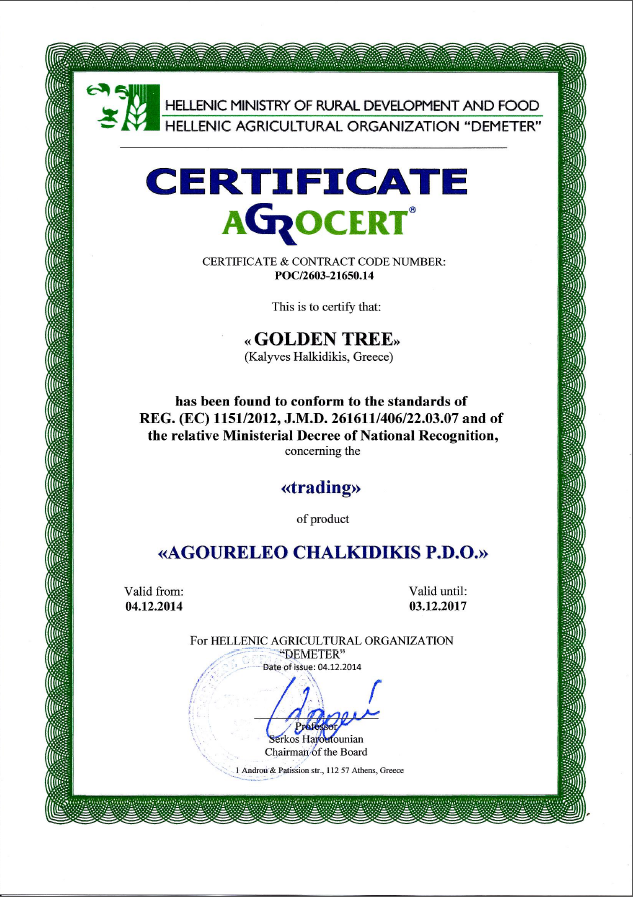 HELLENIC MINISTRY OF RURAL DEVELOPMENT AND FOOD
HELLENIC AGRICULTURAL ORGANIZATION “DEMETER”
CERTIFICATE
AGROCERT®
CERTIFICATE & CONTRACT CODE NUMBER:
POC/2603-21650.14
This is to certify that:
«GOLDEN TREE»
(Kalyves Halkidikis, Greece)
has been found to conform to the standards of
REG. (EC) 1151/2012, J.M.D. 261611/406/22.03.07 and of
the relative Ministerial Decree of National Recognition,
concerning the
«trading»
of product
«AGOURELEO CHALKIDIKIS P.D.O.»
Valid from:
04.12.2014
Valid until:
03.12.2017
For HELLENIC AGRICULTURAL ORGANIZATION
“DEMETER”
Date of issue: 04.12.2014
Professor
Serkos Haroutounian
Chairman of the Board
1 Androu & Patission str., 112 57 Athens, Greece